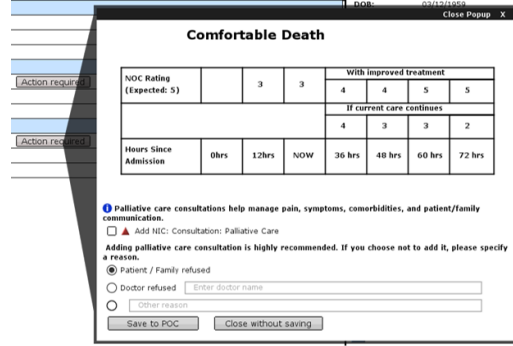 DOB: 03/12/1959
Close Popup X
Comfortable Death
NOC Rating
(Expected: 5)
3 3
With improved treatment
4 4 5 5
If current care continues
4 3 3 2
Hours Since
Admission
0hrs 12hrs NOW 36 hrs 48 hrs 60 hrs 72 hrs
Palliative care consultations help manage pain, symptoms, comorbidities, and patient/family
communication.
Add NIC: Consultation: Palliative Care
Adding palliative care consultation is highly recommended. If you choose not to add it, please specify
a reason.
Patient / Family refused
Doctor refused Enter doctor name
Other reason
Save to POC Close without saving
Action required
Action required